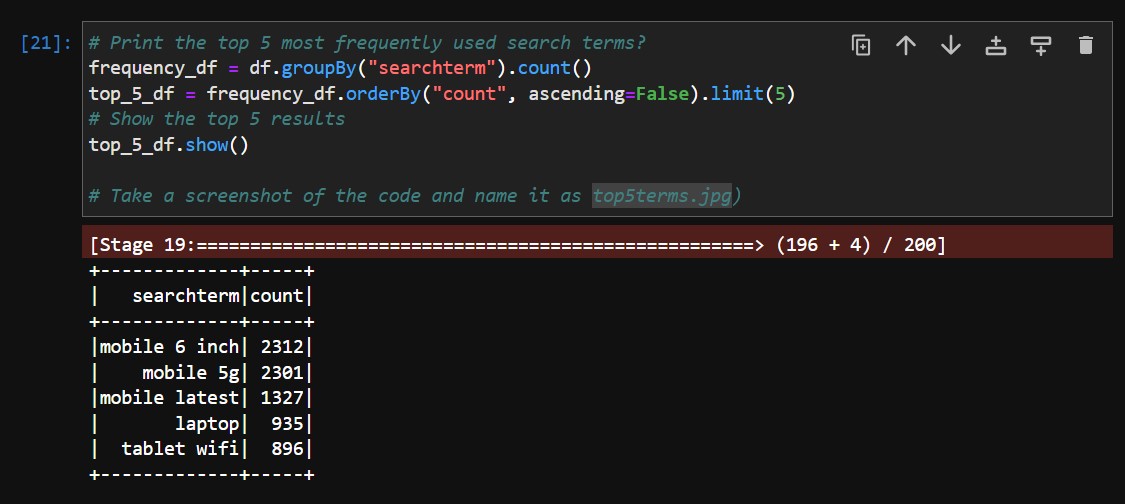 [21]:
# Print the top 5 most frequently used search terms?
frequency_df = df.groupBy("searchterm").count()
top_5_df = frequency_df.orderBy("count", ascending=False).limit(5)
# Show the top 5 results
top_5_df.show()
# Take a screenshot of the code and name it as top5terms.jpg)
[Stage 19:====================================================> (196 + 4) / 200]
+-------------+-----+
|   searchterm|count|
+-------------+-----+
|mobile 6 inch| 2312|
|    mobile 5g| 2301|
|mobile latest| 1327|
|       laptop|  935|
|  tablet wifi|  896|
+-------------+-----+